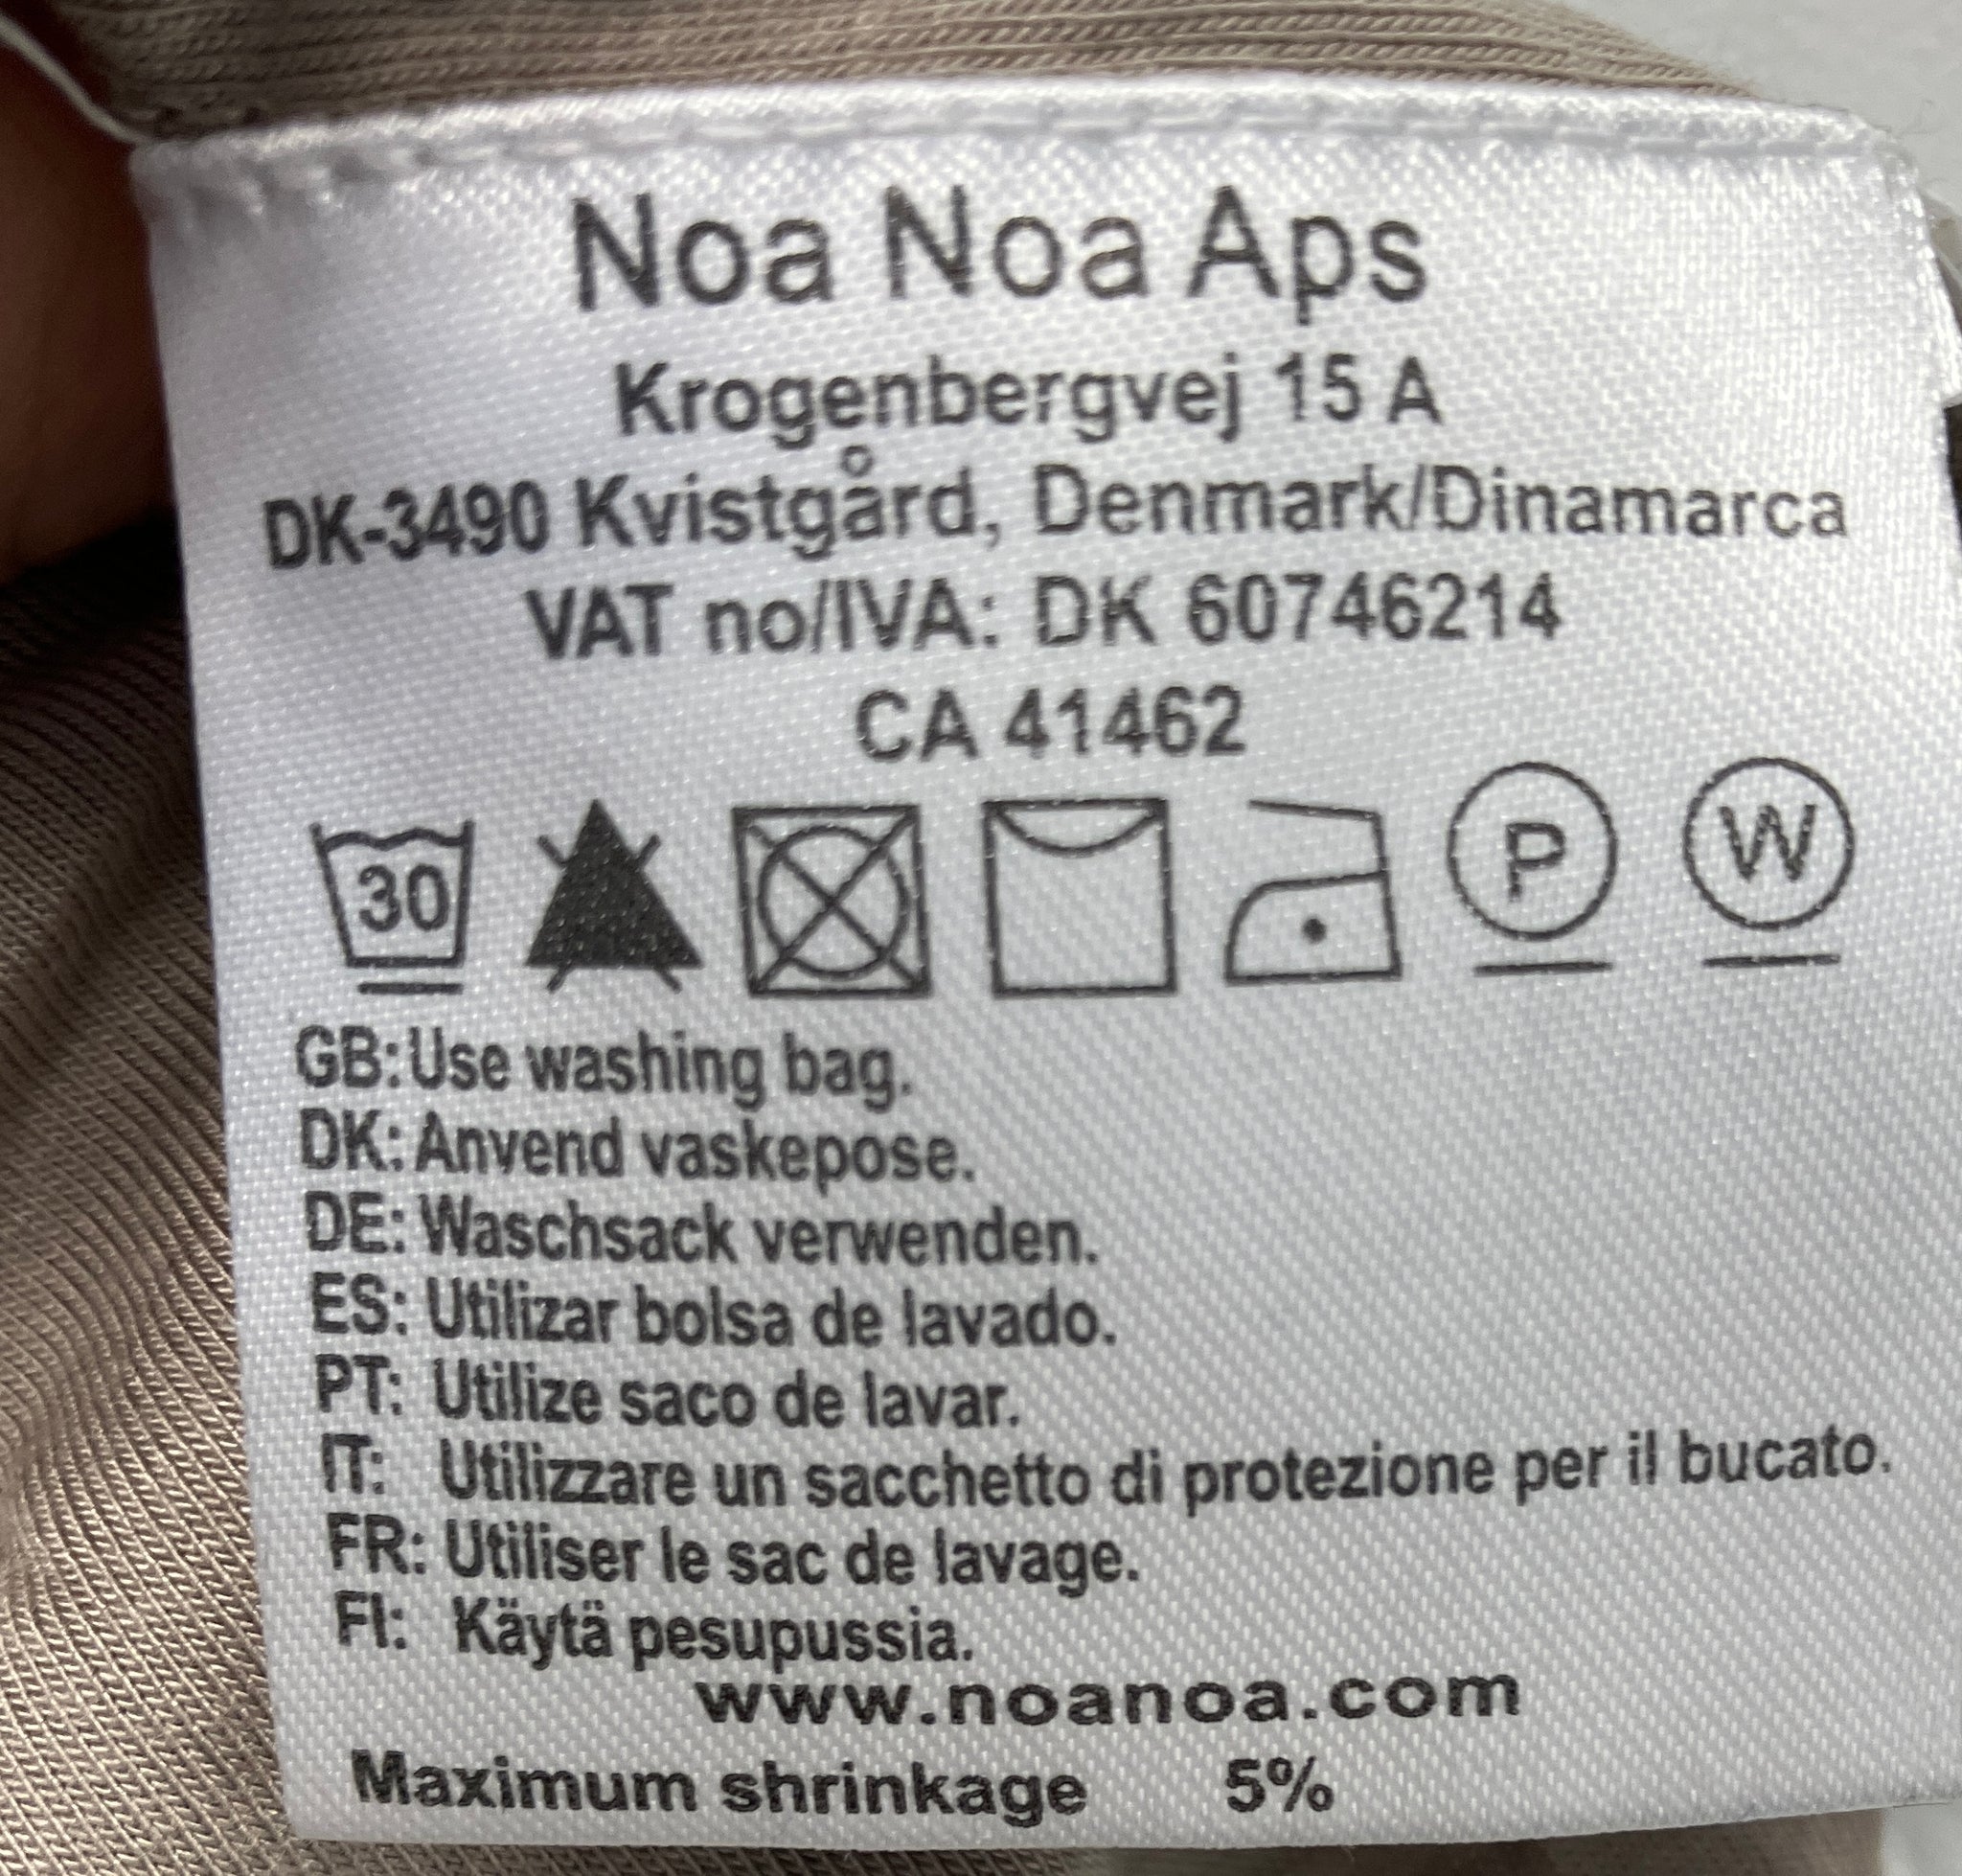 Noa Noa Aps
Krogenbergvej 15 A
DK-3490 Kvistgård, Denmark/Dinamarca
VAT no/IVA: DK 60746214
CA 41462
30
P
W
GB: Use washing bag.
DK: Anvend vaskepose.
DE: Waschsack verwenden.
ES: Utilizar bolsa de lavado.
PT: Utilize saco de lavar.
IT: Utilizzare un sacchetto di protezione per il bucato.
FR: Utiliser le sac de lavage.
FI: Käytä pesupussia.
www.noanoa.com
Maximum shrinkage 5%